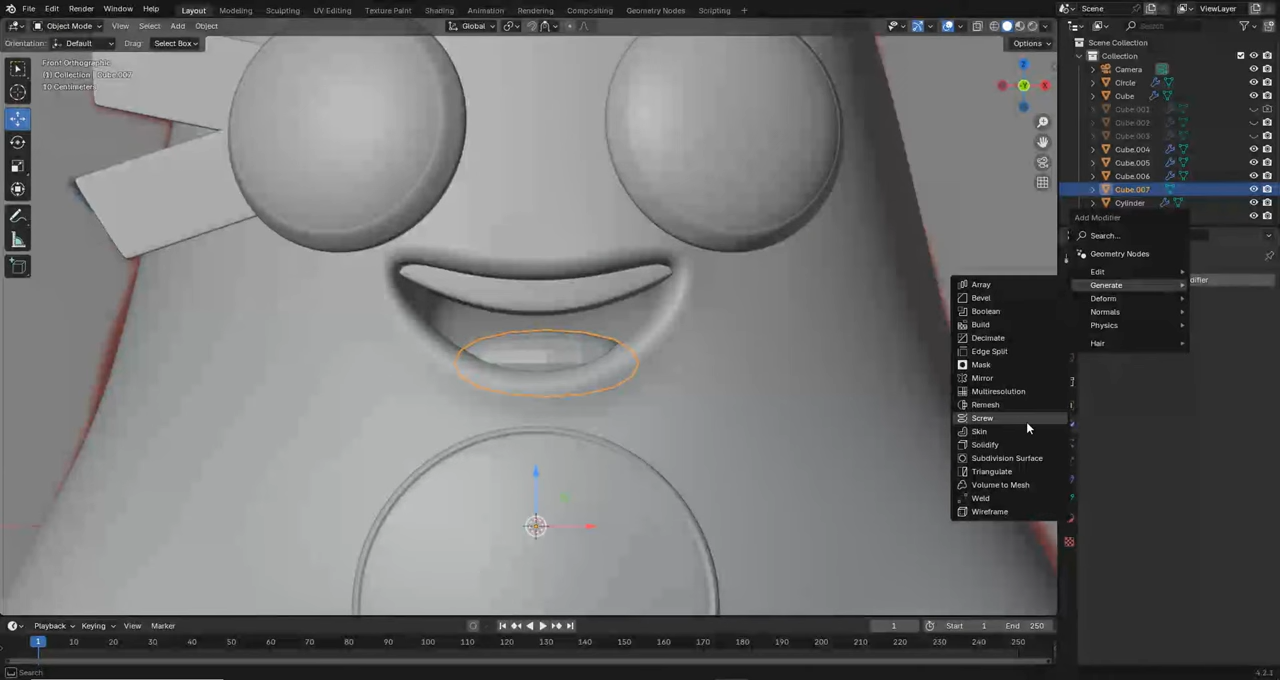 File Edit Render Window Help Layout Modeling Sculpting UV Editing Texture Paint Shading Animation Rendering Compositing Geometry Nodes Scripting Scene ViewLayer
Object Mode View Select Add Object Global Search
Orientation: Default Drag: Select Box Options
Scene Collection
Collection
Camera
Circle
Cube
Cube.004
Cube.005
Cube.006
Cube.007
Cylinder
Front Orthographic
(1) Collection | Cube.007
10 Centimeters
X
Y
Z
Add Modifier
Search...
Geometry Nodes
Edit
Generate
Deform
Normals
Physics
Hair
Array
Bevel
Boolean
Build
Decimate
Edge Split
Mask
Mirror
Multiresolution
Remesh
Screw
Skin
Solidify
Subdivision Surface
Triangulate
Volume to Mesh
Weld
Wireframe
Playback Keying View Marker 1 Start 1 End 250
1 10 20 30 40 50 60 70 80 90 100 110 120 130 140 150 160 170 180 190 200 210 220 230 240 250
Search 4.2.1